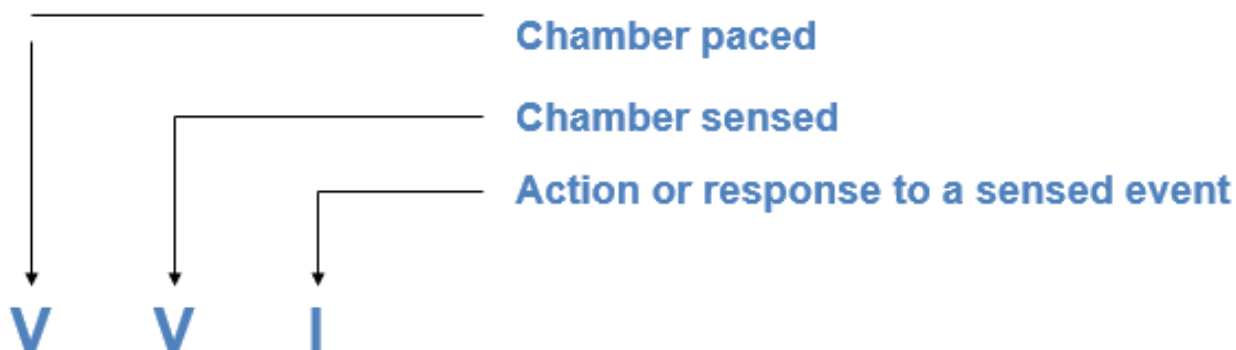 Chamber paced
Chamber sensed
Action or response to a sensed event
V V I